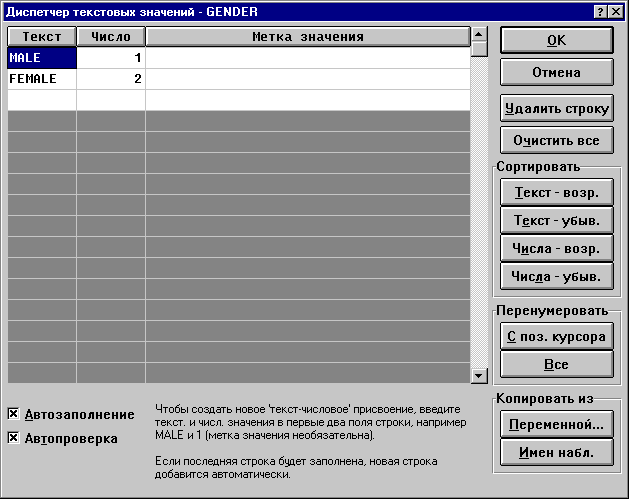 Диспетчер текстовых значений - GENDER
Текст Число Метка значения
MALE 1
FEMALE 2
OK
Отмена
Удалить строку
Очистить все
Сортировать
Текст - возр.
Текст - убыв.
Числа - возр.
Числа - убыв.
Перенумеровать
С поз. курсора
Все
Копировать из
Переменной...
Имен набл.
Автозаполнение
Автопроверка
Чтобы создать новое 'текст-числовое' присвоение, введите
текст. и числ. значения в первые два поля строки, например
MALE и 1 (метка значения необязательна).
Если последняя строка будет заполнена, новая строка
добавится автоматически.